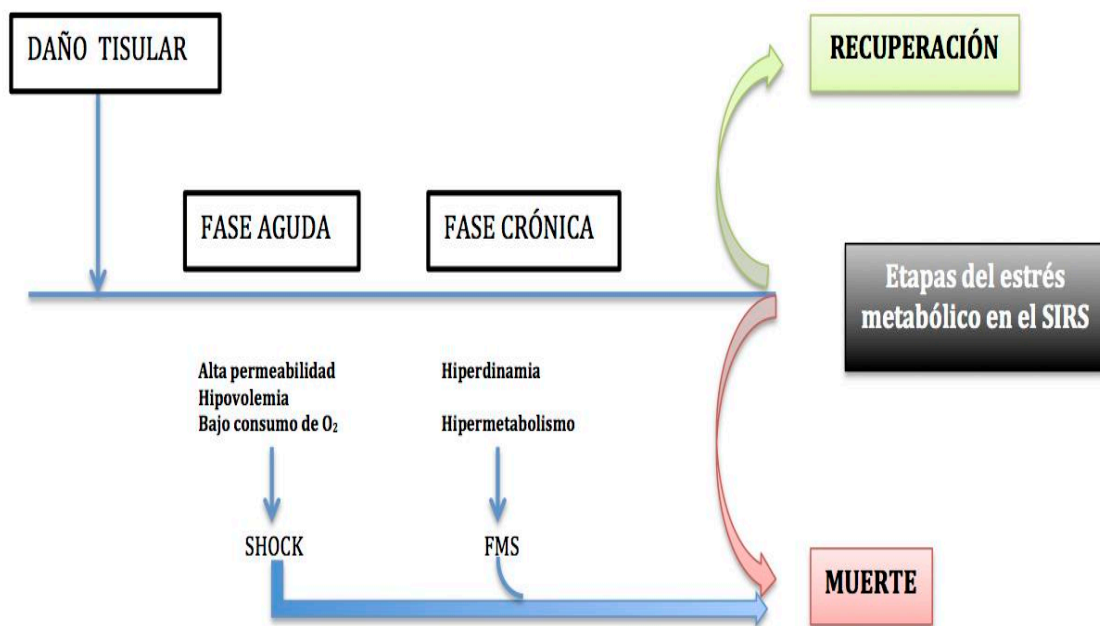 DAÑO TISULAR
RECUPERACIÓN
FASE AGUDA
FASE CRÓNICA
Etapas del estrés
metabólico en el SIRS
Alta permeabilidad
Hipovolemia
Bajo consumo de O₂
Hiperdinamia
Hipermetabolismo
SHOCK
FMS
MUERTE